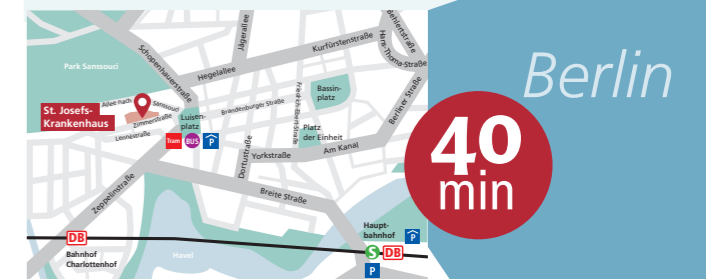 Jägerallee
Behlertstraße
Hans-Thoma-Straße
Kurfürstenstraße
Schopenhauerstraße
Hegelallee
Park Sanssouci
Berlin
Bassin-
platz
Berliner Straße
Allee nach Sanssouci
St. Josefs-
Krankenhaus
Zimmerstraße
Luisen-
platz
Brandenburger Straße
Friedrich-Ebert-Straße
Platz
der Einheit
Lennéstraße
Tram
BUS
P
Am Kanal
Yorkstraße
Dortustraße
40
min
Zeppelinstraße
Breite Straße
Haupt-
bahnhof
P
DB
S
DB
Bahnhof
Charlottenhof
Havel
P